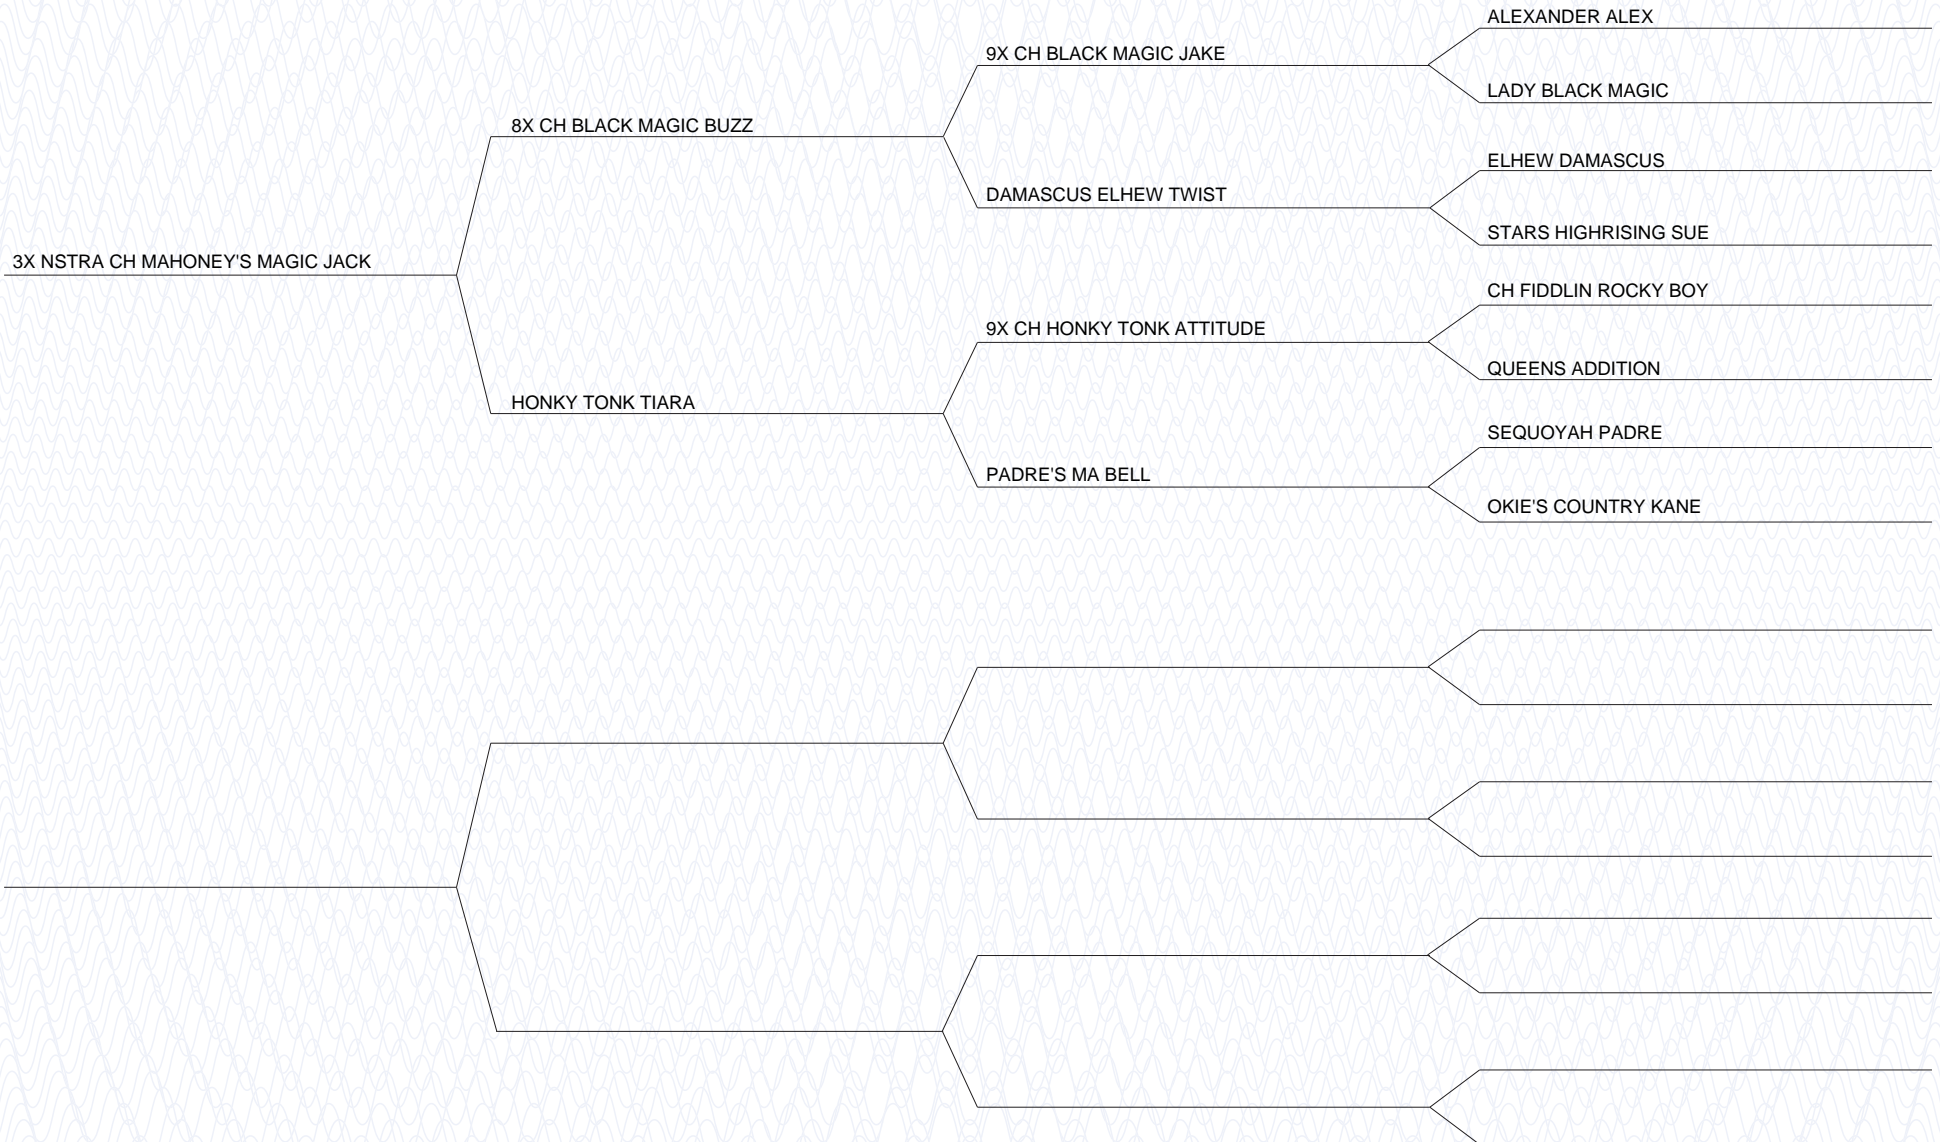 ALEXANDER ALEX
9X CH BLACK MAGIC JAKE
LADY BLACK MAGIC
8X CH BLACK MAGIC BUZZ
ELHEW DAMASCUS
DAMASCUS ELHEW TWIST
STARS HIGHRISING SUE
3X NSTRA CH MAHONEY'S MAGIC JACK
CH FIDDLIN ROCKY BOY
9X CH HONKY TONK ATTITUDE
QUEENS ADDITION
HONKY TONK TIARA
SEQUOYAH PADRE
PADRE'S MA BELL
OKIE'S COUNTRY KANE